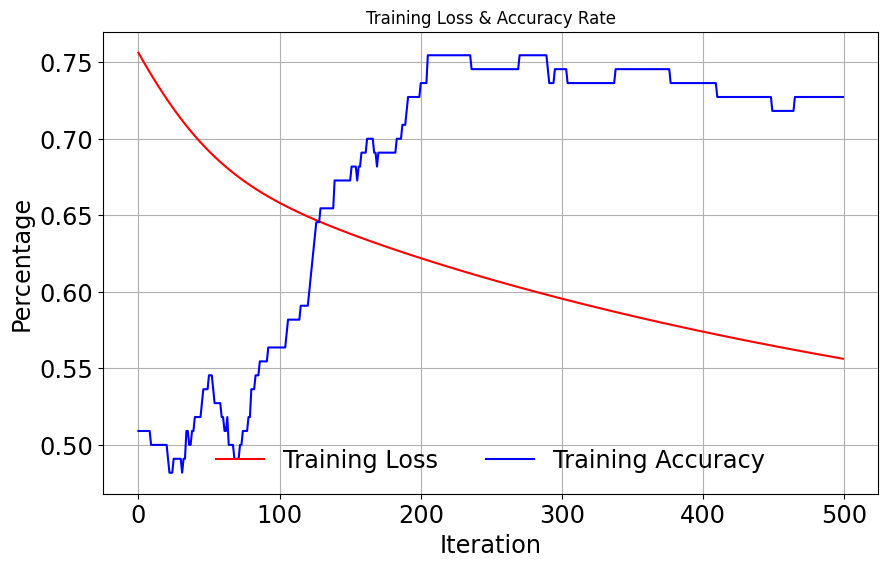 Training Loss & Accuracy Rate
0.75
0.70
0.65
0.60
0.55
0.50
Percentage
Training Loss
Training Accuracy
0
100
200
300
400
500
Iteration